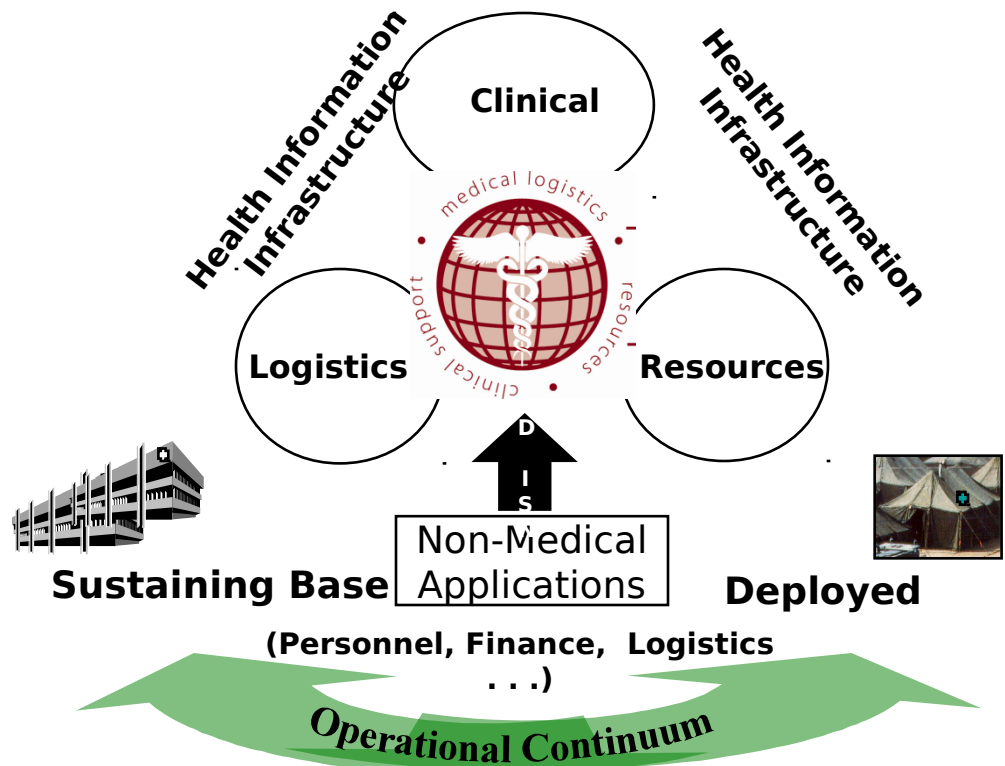 Health Information
Infrastructure
Clinical
Health Information
Infrastructure
medical logistics
resources
clinical support
Logistics
Resources
D
I
S
Non-Medical
Applications
Sustaining Base
Deployed
(Personnel, Finance, Logistics
. . .)
Operational Continuum